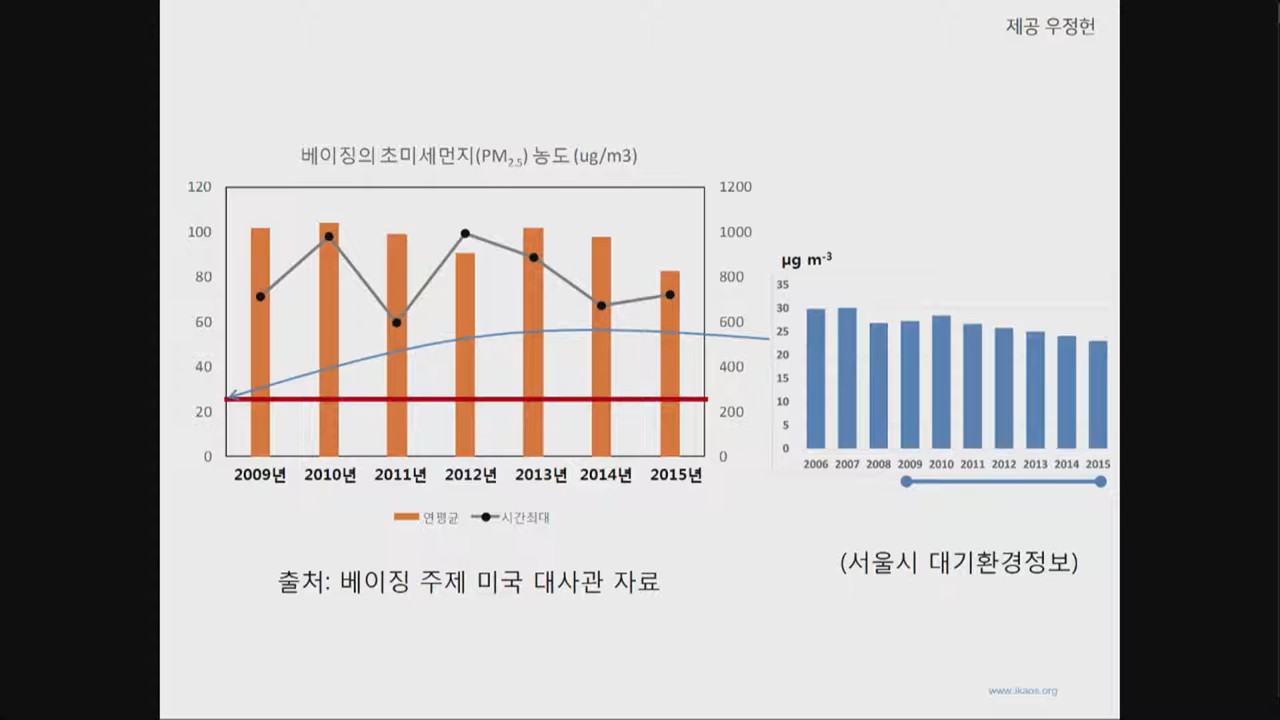 제공 우정헌
베이징의 초미세먼지(PM2.5) 농도 (ug/m3)
120
100
80
60
40
20
0
1200
1000
800
600
400
200
0
2009년 2010년 2011년 2012년 2013년 2014년 2015년
연평균 시간최대
출처: 베이징 주제 미국 대사관 자료
µg m-3
35
30
25
20
15
10
5
0
2006 2007 2008 2009 2010 2011 2012 2013 2014 2015
(서울시 대기환경정보)
www.ikaos.org